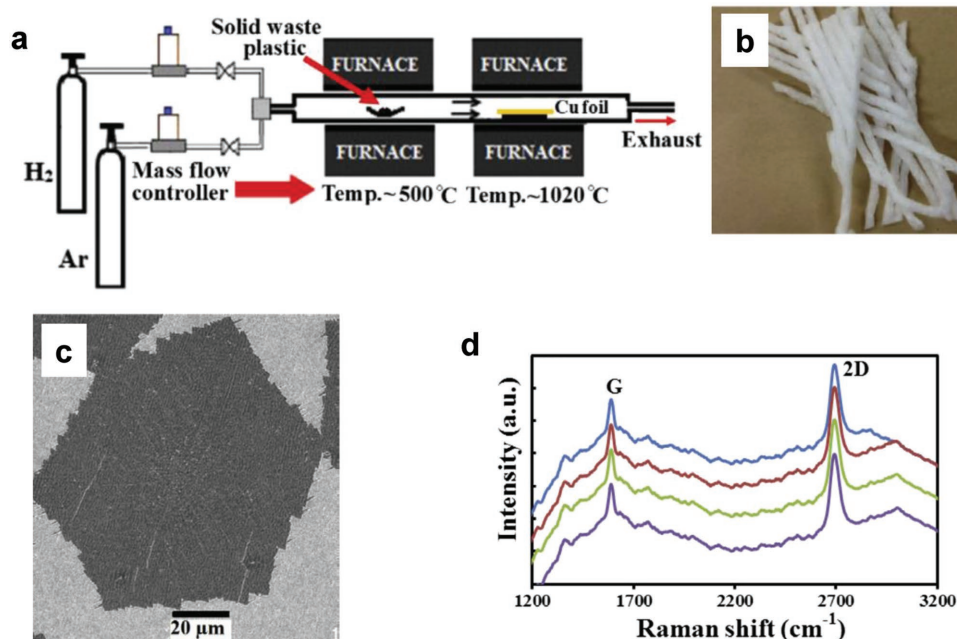 a
Solid waste
plastic
FURNACE
FURNACE
Cu foil
FURNACE
FURNACE
Exhaust
H₂
Mass flow
controller
Temp.~500℃
Temp.~1020℃
Ar
b
c
20 µm
d
G
2D
Intensity (a.u.)
1200
1700
2200
2700
3200
Raman shift (cm⁻¹)